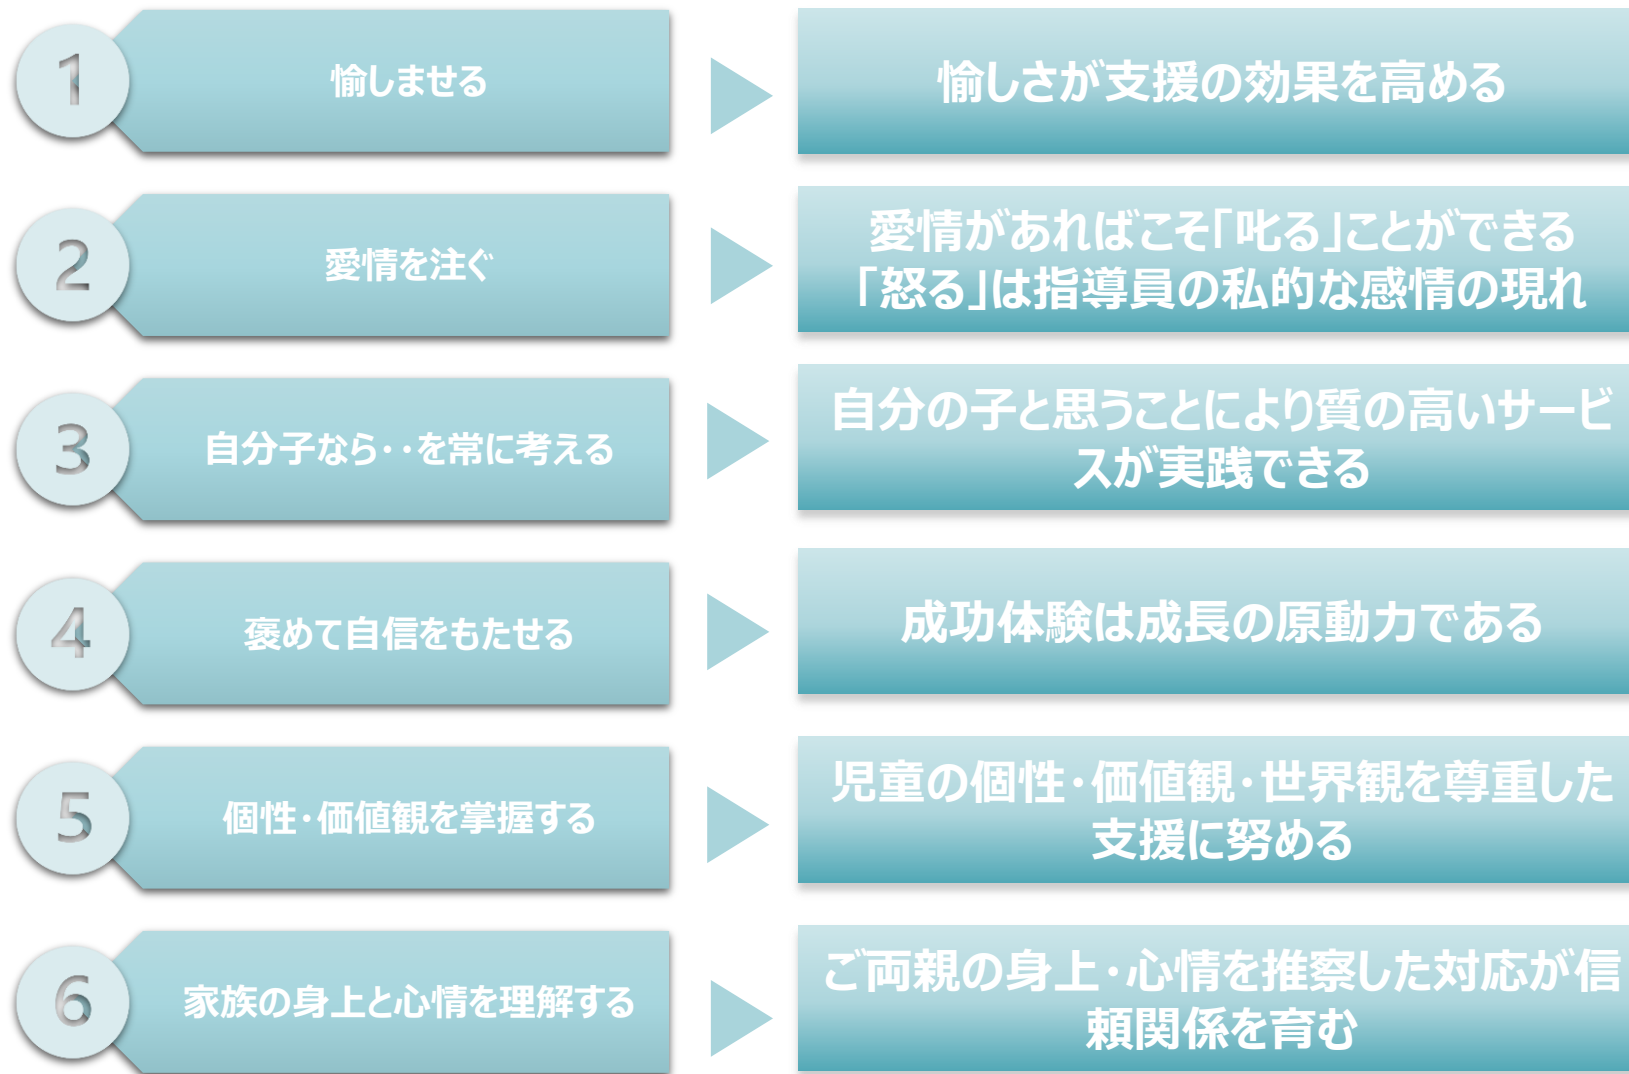 1
愉しませる
愉しさが支援の効果を高める
2
愛情を注ぐ
愛情があればこそ「叱る」ことができる
「怒る」は指導員の私的な感情の現れ
3
自分子なら・・を常に考える
自分の子と思うことにより質の高いサービ
スが実践できる
4
褒めて自信をもたせる
成功体験は成長の原動力である
5
個性・価値観を掌握する
児童の個性・価値観・世界観を尊重した
支援に努める
6
家族の身上と心情を理解する
ご両親の身上・心情を推察した対応が信
頼関係を育む